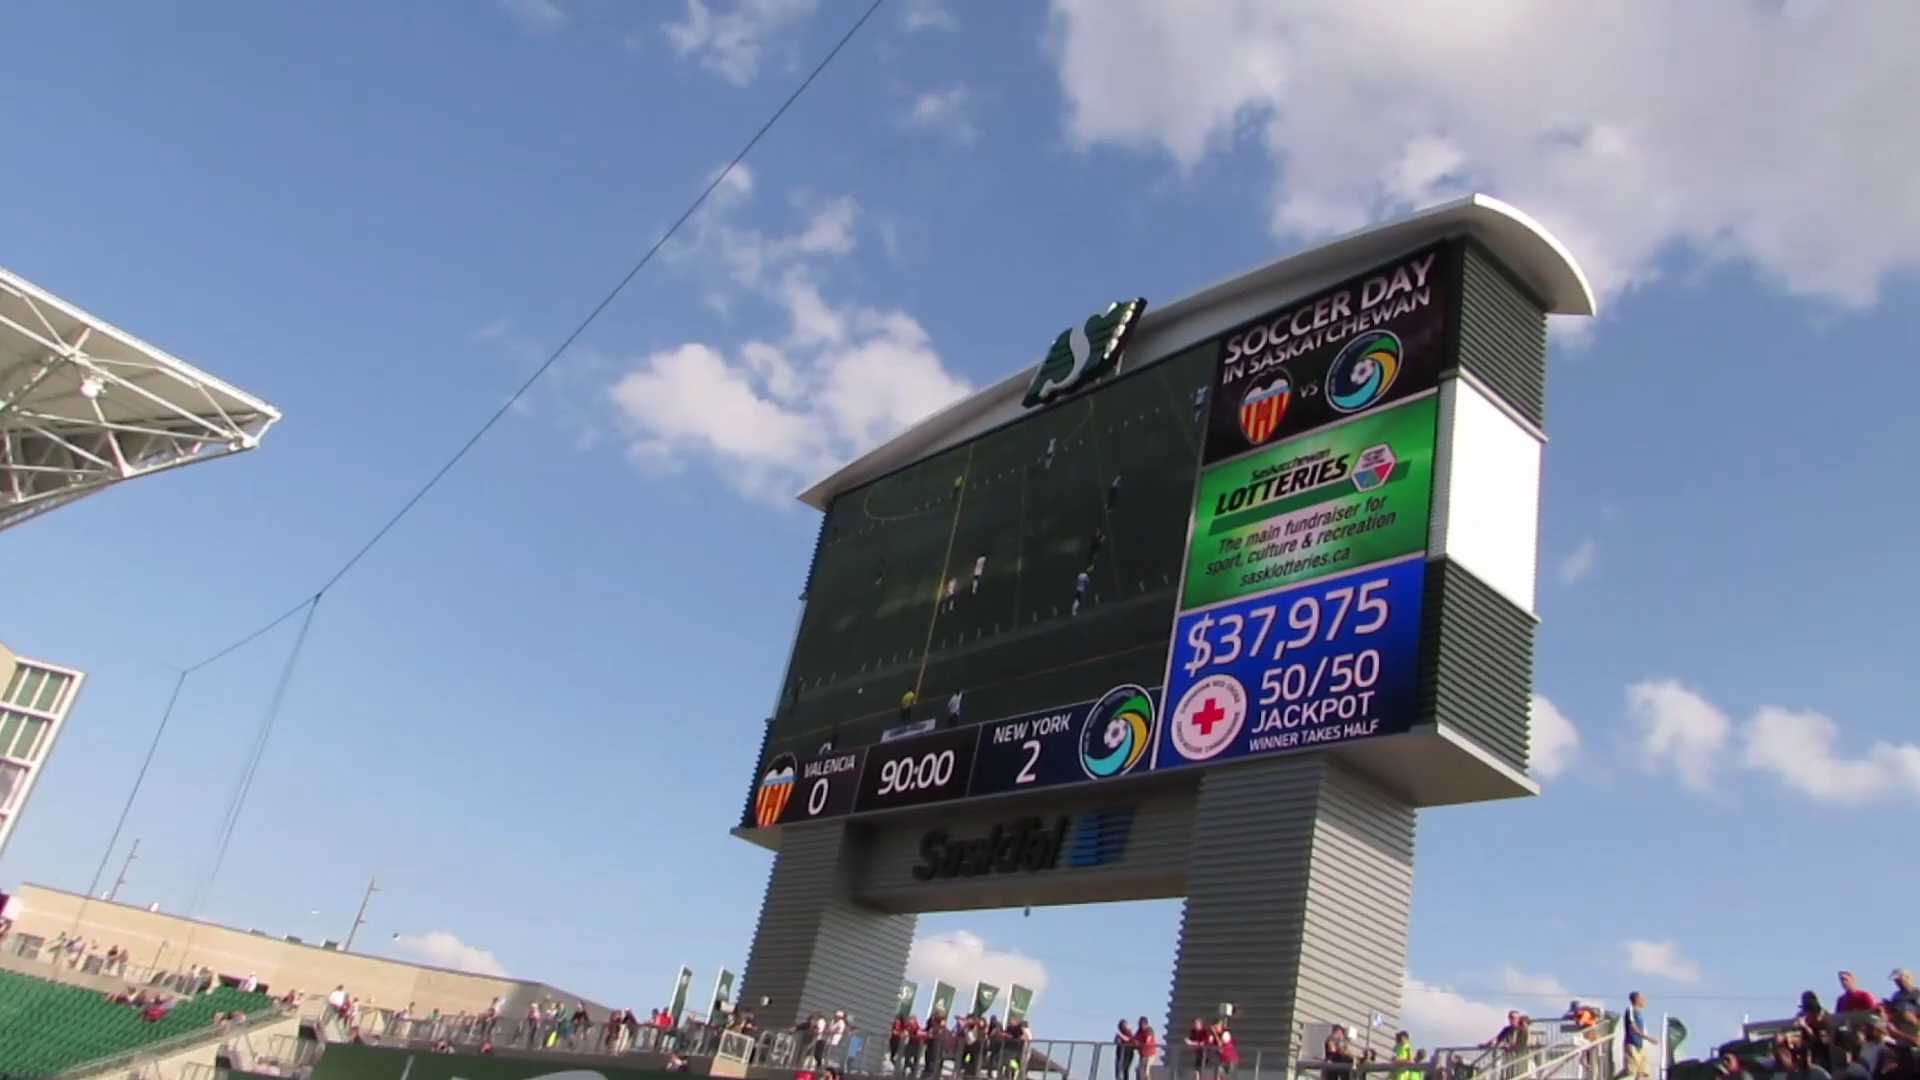 SOCCER DAY
IN SASKATCHEWAN
VS
Saskatchewan
LOTTERIES
The main fundraiser for
sport, culture & recreation
sasklotteries.ca
$37,975
50/50
JACKPOT
WINNER TAKES HALF
VALENCIA
0
90:00
NEW YORK
2
SaskTel
S